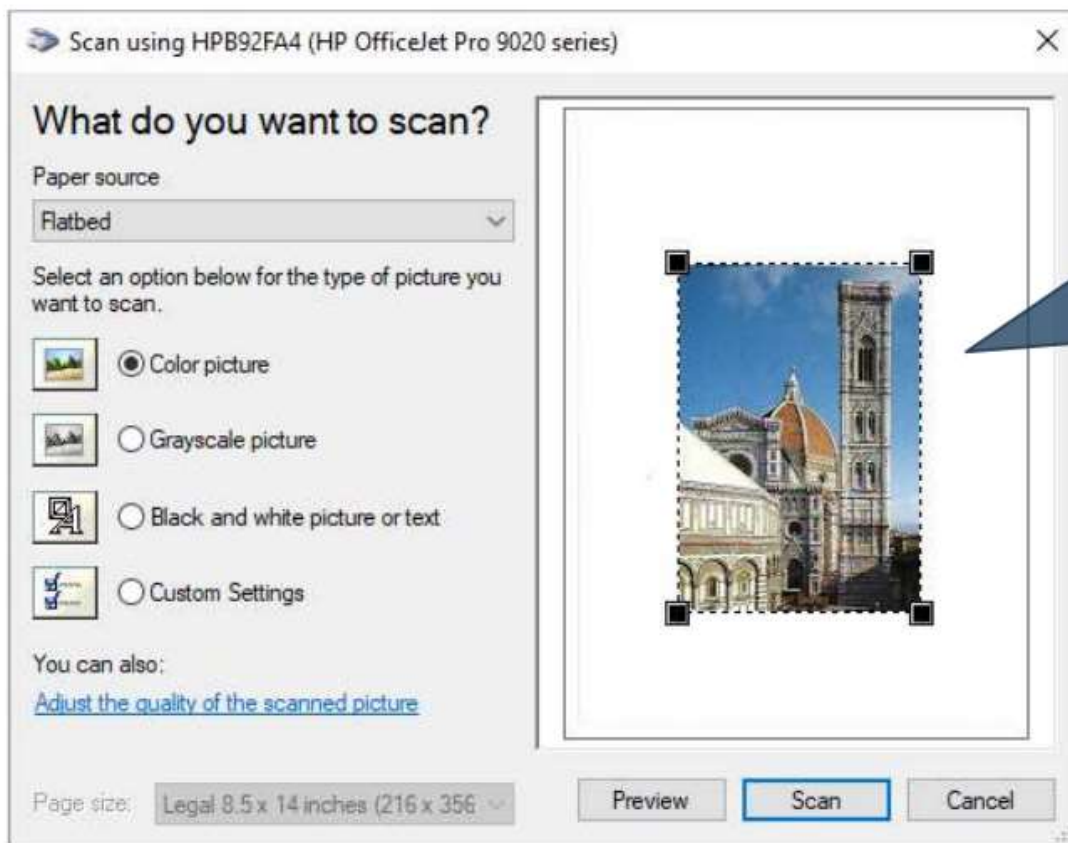 Scan using HPB92FA4 (HP OfficeJet Pro 9020 series)
What do you want to scan?
Paper source
Flatbed
Select an option below for the type of picture you
want to scan.
Color picture
Grayscale picture
Black and white picture or text
Custom Settings
You can also:
Adjust the quality of the scanned picture
Page size:
Legal 8.5 x 14 inches (216 x 356
Preview
Scan
Cancel